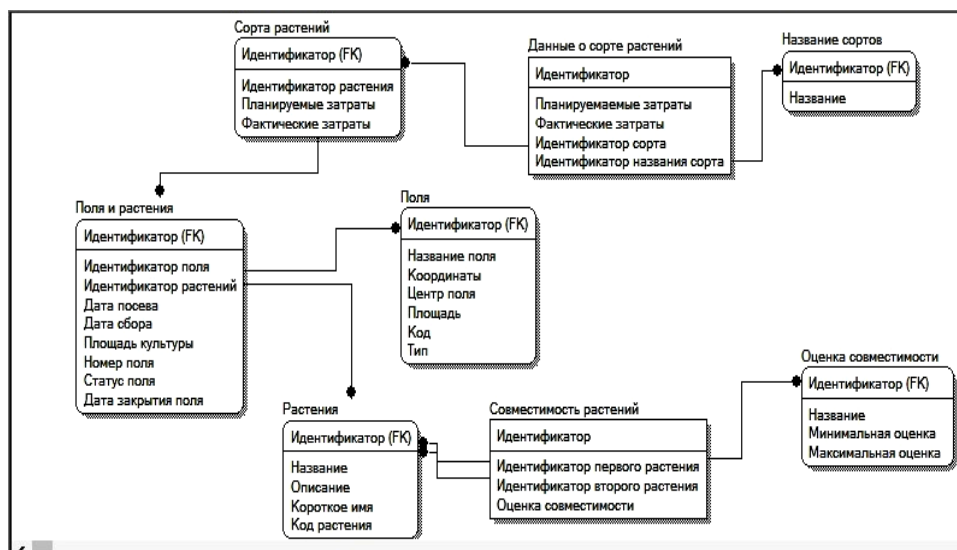 Сорта растений
Идентификатор (FK)
Идентификатор растения
Планируемые затраты
Фактические затраты
Данные о сорте растений
Идентификатор
Планируемаемые затраты
Фактические затраты
Идентификатор сорта
Идентификатор названия сорта
Название сортов
Идентификатор (FK)
Название
Поля и растения
Идентификатор (FK)
Идентификатор поля
Идентификатор растений
Дата посева
Дата сбора
Площадь культуры
Номер поля
Статус поля
Дата закрытия поля
Поля
Идентификатор (FK)
Название поля
Координаты
Центр поля
Площадь
Код
Тип
Растения
Идентификатор (FK)
Название
Описание
Короткое имя
Код растения
Совместимость растений
Идентификатор
Идентификатор первого растения
Идентификатор второго растения
Оценка совместимости
Оценка совместимости
Идентификатор (FK)
Название
Минимальная оценка
Максимальная оценка